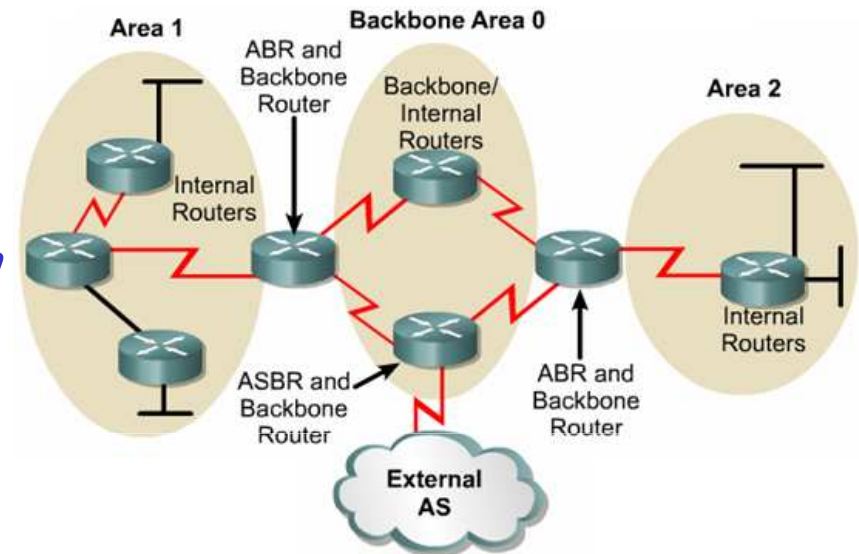 Area 1
ABR and
Backbone
Router
Backbone Area 0
Area 2
Internal
Routers
Backbone/
Internal
Routers
Internal
Routers
ASBR and
Backbone
Router
ABR and
Backbone
Router
External
AS